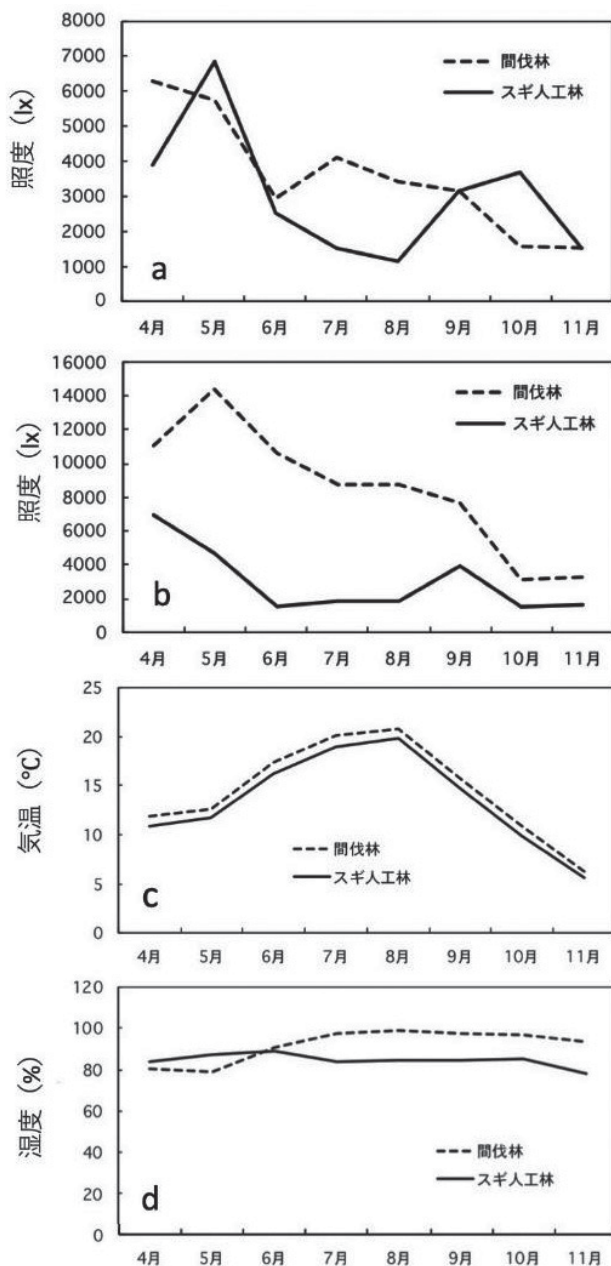 8000
7000
6000
5000
4000
3000
2000
1000
0
照度 (lx)
間伐林
スギ人工林
a
4月 5月 6月 7月 8月 9月 10月 11月
16000
14000
12000
10000
8000
6000
4000
2000
0
照度 (lx)
間伐林
スギ人工林
b
4月 5月 6月 7月 8月 9月 10月 11月
25
20
15
10
5
0
気温 (℃)
間伐林
スギ人工林
c
4月 5月 6月 7月 8月 9月 10月 11月
120
100
80
60
40
20
0
湿度 (%)
間伐林
スギ人工林
d
4月 5月 6月 7月 8月 9月 10月 11月